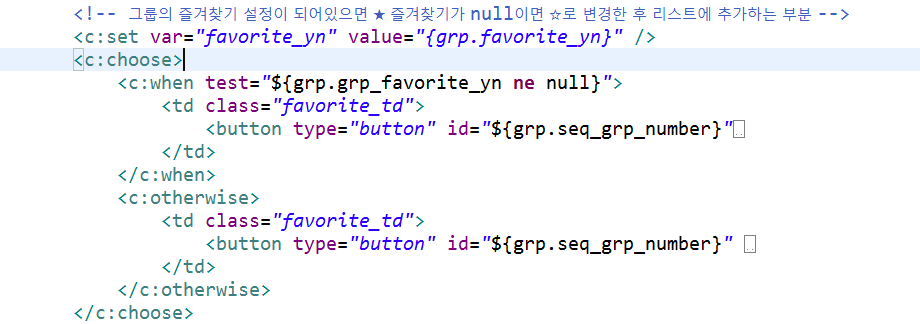 <!-- 그룹의 즐겨찾기 설정이 되어있으면 ★ 즐겨찾기가 null이면 ☆로 변경한 후 리스트에 추가하는 부분 -->
<c:set var="favorite_yn" value="{grp.favorite_yn}" />
<c:choose>
<c:when test="${grp.grp_favorite_yn ne null}">
<td class="favorite_td">
<button type="button" id="${grp.seq_grp_number}"
</td>
</c:when>
<c:otherwise>
<td class="favorite_td">
<button type="button" id="${grp.seq_grp_number}"
</td>
</c:otherwise>
</c:choose>